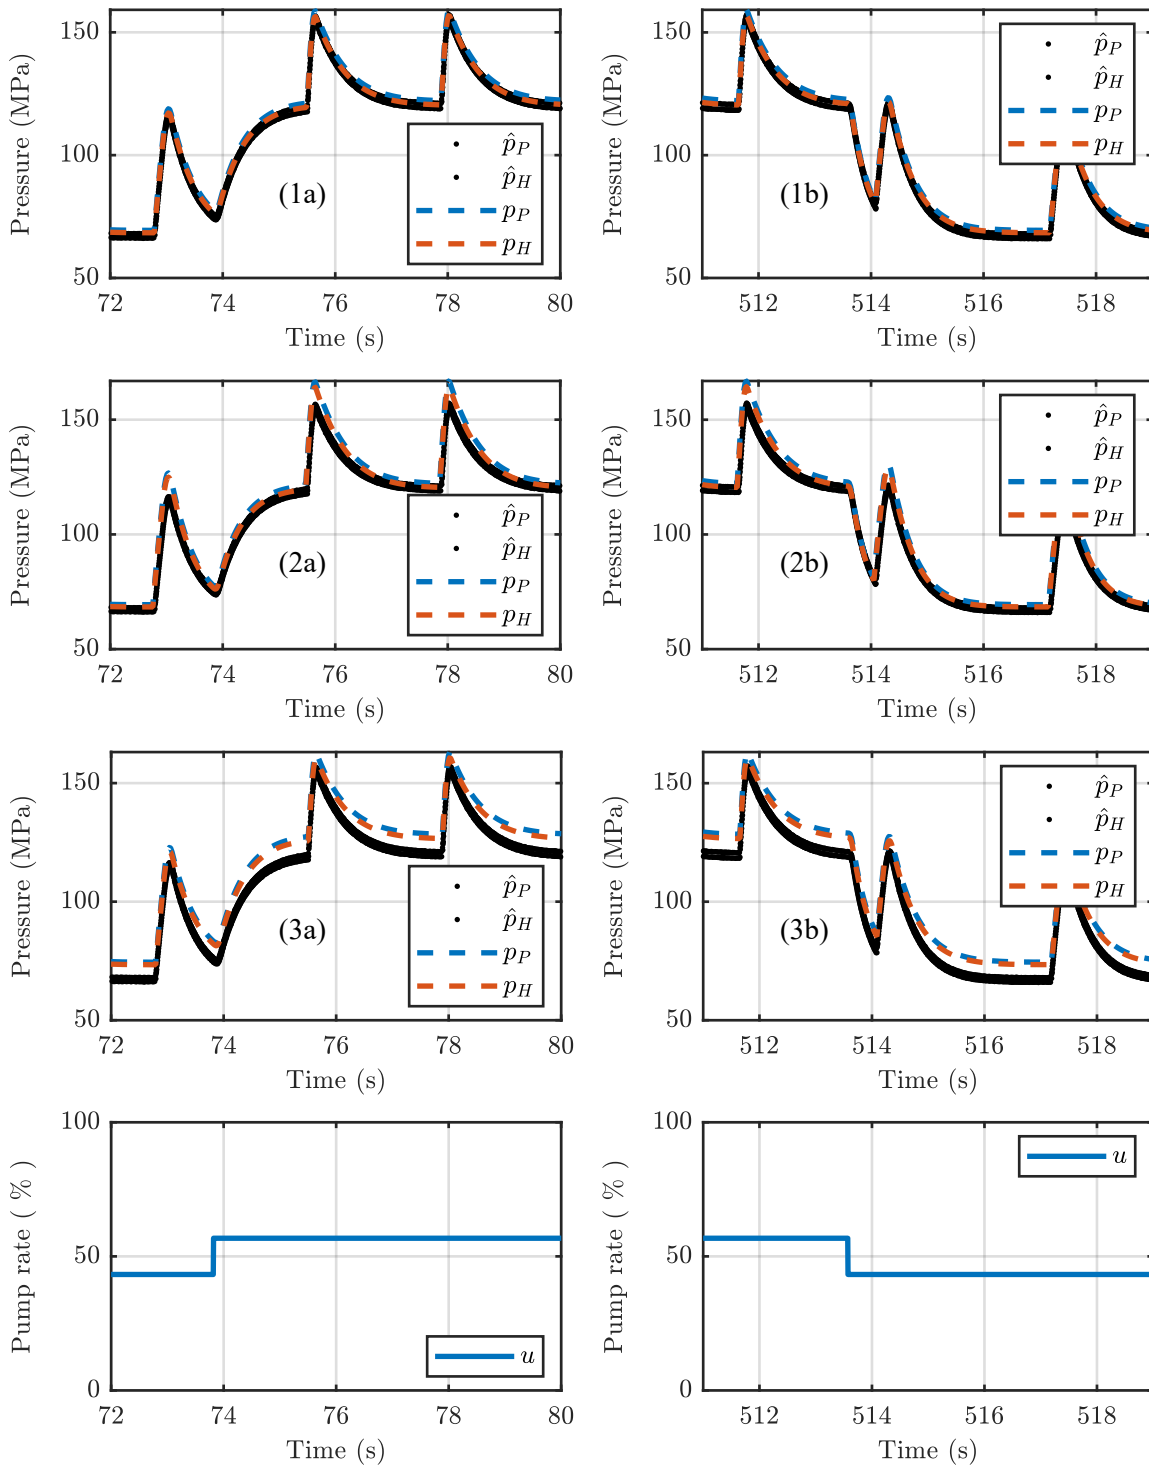 150
100
50
Pressure (MPa)
(1a)
p̂_P
p̂_H
p_P
p_H
72 74 76 78 80
Time (s)
150
100
50
Pressure (MPa)
(1b)
p̂_P
p̂_H
p_P
p_H
512 514 516 518
Time (s)
150
100
50
Pressure (MPa)
(2a)
p̂_P
p̂_H
p_P
p_H
72 74 76 78 80
Time (s)
150
100
50
Pressure (MPa)
(2b)
p̂_P
p̂_H
p_P
p_H
512 514 516 518
Time (s)
150
100
50
Pressure (MPa)
(3a)
p̂_P
p̂_H
p_P
p_H
72 74 76 78 80
Time (s)
150
100
50
Pressure (MPa)
(3b)
p̂_P
p̂_H
p_P
p_H
512 514 516 518
Time (s)
100
50
0
Pump rate ( % )
u
72 74 76 78 80
Time (s)
100
50
0
Pump rate ( % )
u
512 514 516 518
Time (s)